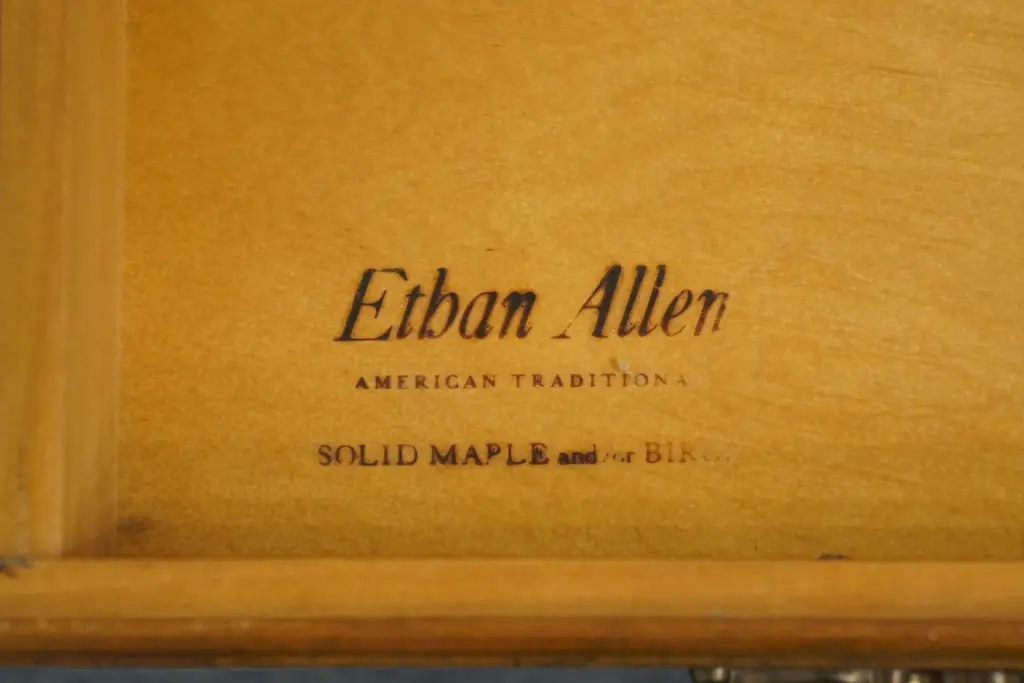 Ethan Allen
AMERICAN TRADITIONA
SOLID MAPLE and/or